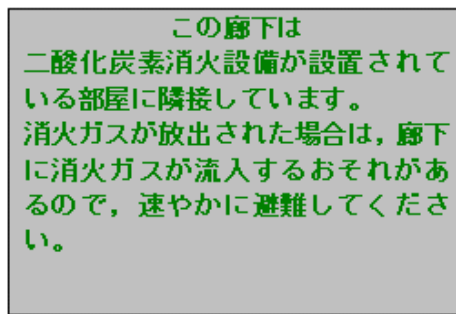 この廊下は
二酸化炭素消火設備が設置されて
いる部屋に隣接しています。
消火ガスが放出された場合は，廊下
に消火ガスが流入するおそれがあ
るので，速やかに避難してくださ
い。